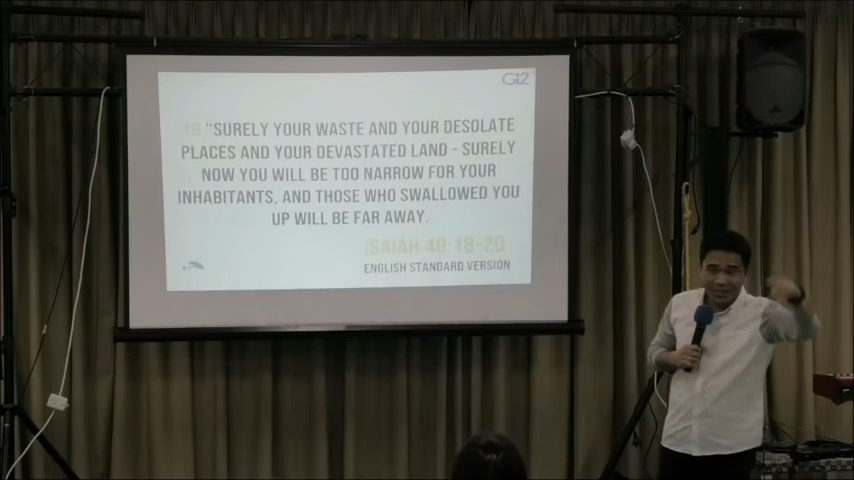 G12
19 "SURELY YOUR WASTE AND YOUR DESOLATE
PLACES AND YOUR DEVASTATED LAND - SURELY
NOW YOU WILL BE TOO NARROW FOR YOUR
INHABITANTS, AND THOSE WHO SWALLOWED YOU
UP WILL BE FAR AWAY.
ISAIAH 49:18-20
ENGLISH STANDARD VERSION